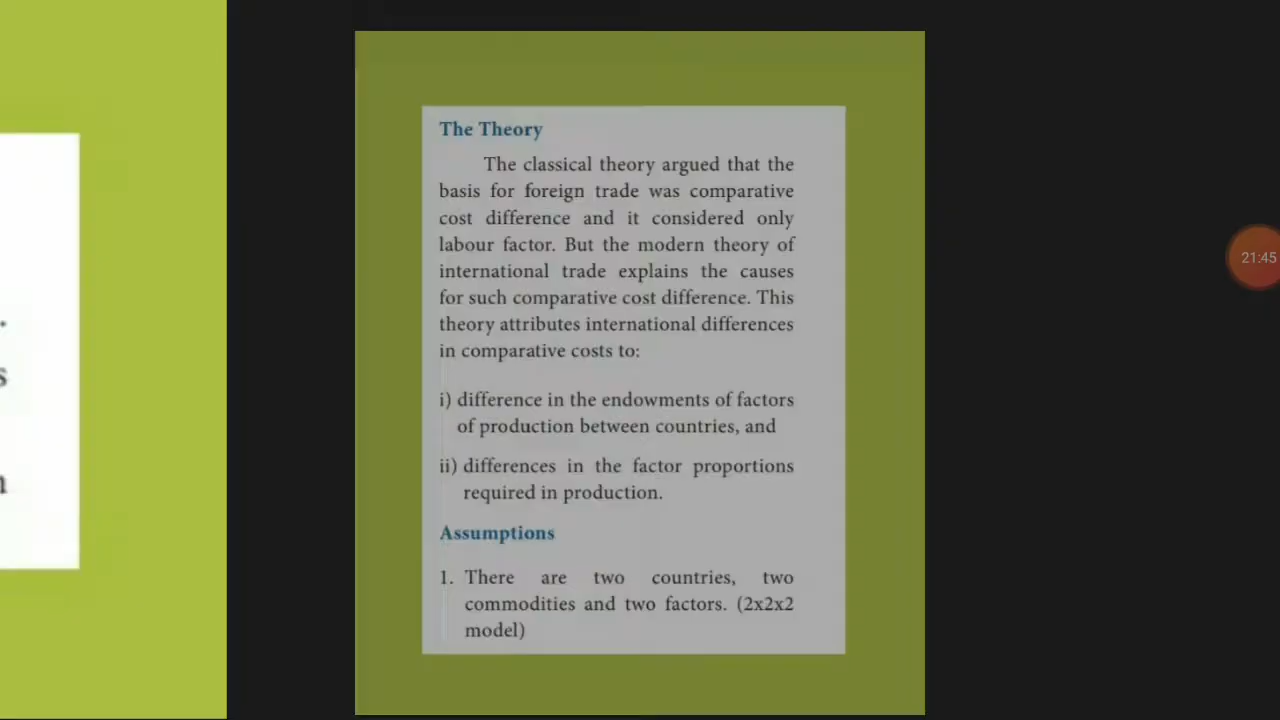 The Theory
The classical theory argued that the
basis for foreign trade was comparative
cost difference and it considered only
labour factor. But the modern theory of
international trade explains the causes
for such comparative cost difference. This
theory attributes international differences
in comparative costs to:
i) difference in the endowments of factors
of production between countries, and
ii) differences in the factor proportions
required in production.
Assumptions
1. There are two countries, two
commodities and two factors. (2x2x2
model)
21:45